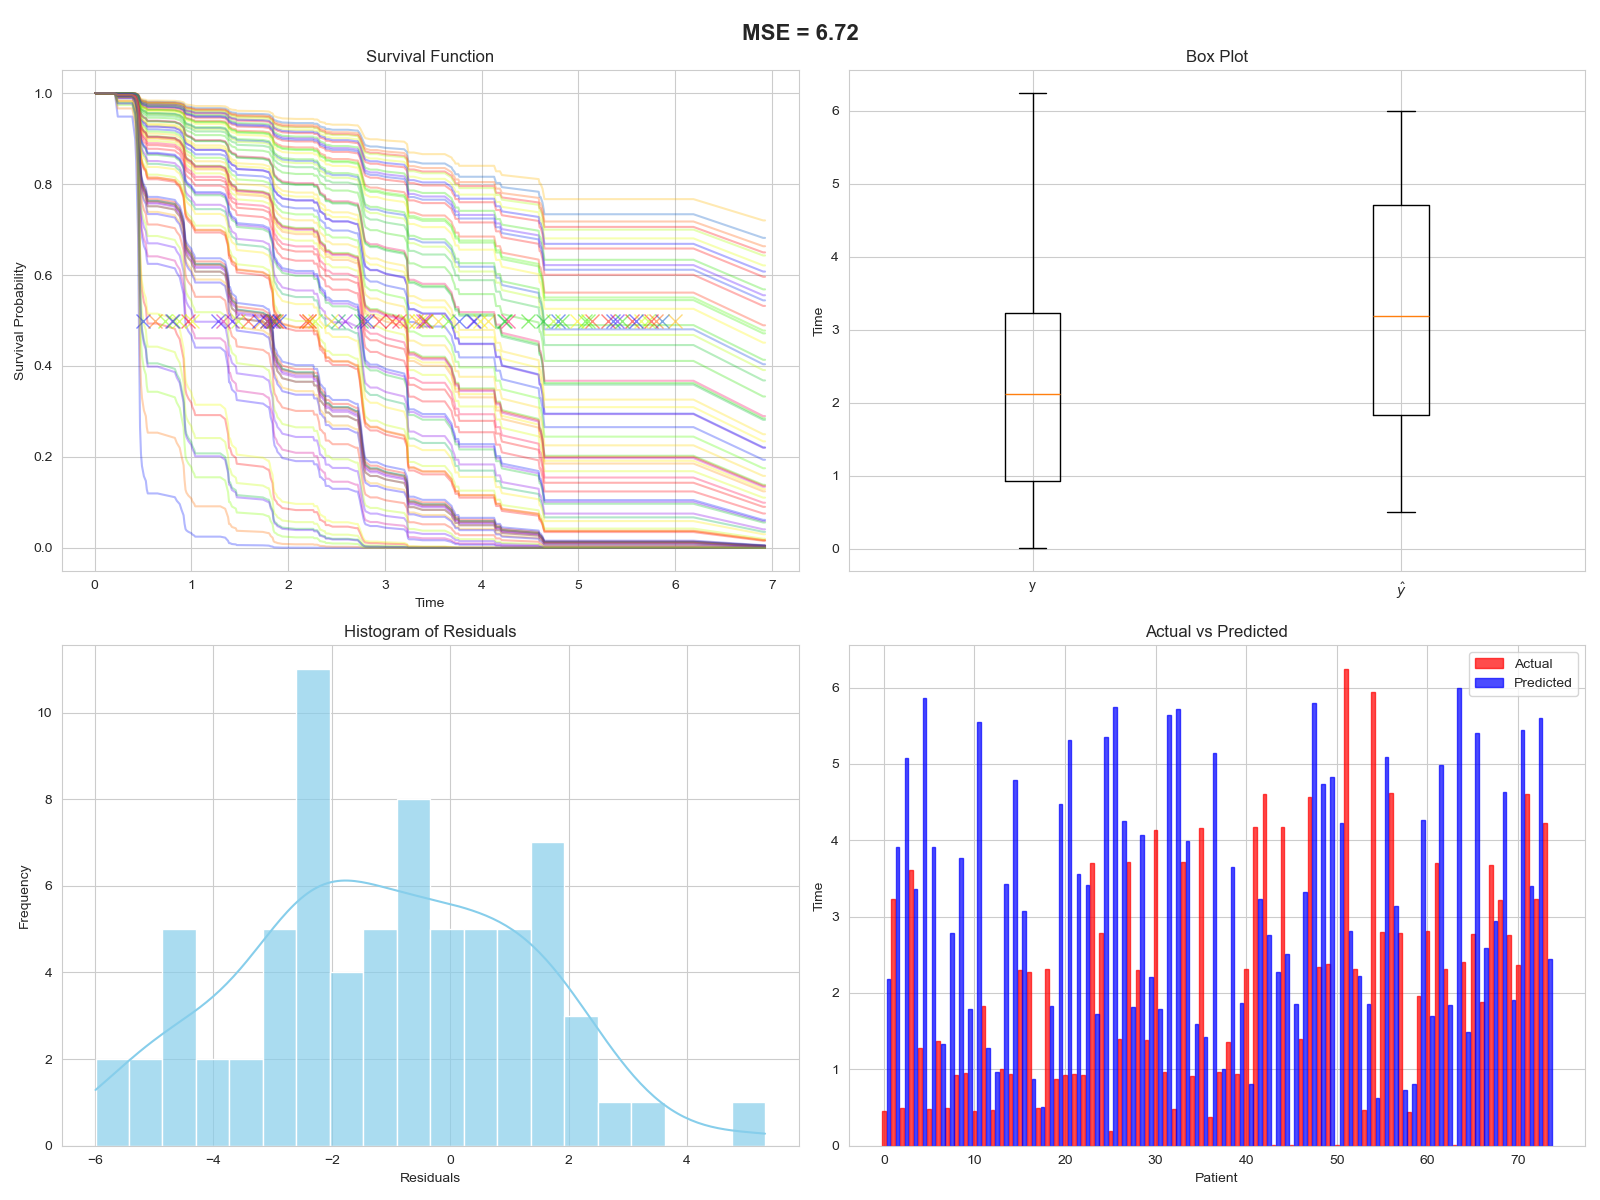 MSE = 6.72
Survival Function
Survival Probability
1.0
0.8
0.6
0.4
0.2
0.0
0 1 2 3 4 5 6 7
Time
Box Plot
Time
6
5
4
3
2
1
0
y ŷ
Histogram of Residuals
Frequency
10
8
6
4
2
0
−6 −4 −2 0 2 4
Residuals
Actual vs Predicted
Actual
Predicted
Time
6
5
4
3
2
1
0
0 10 20 30 40 50 60 70
Patient